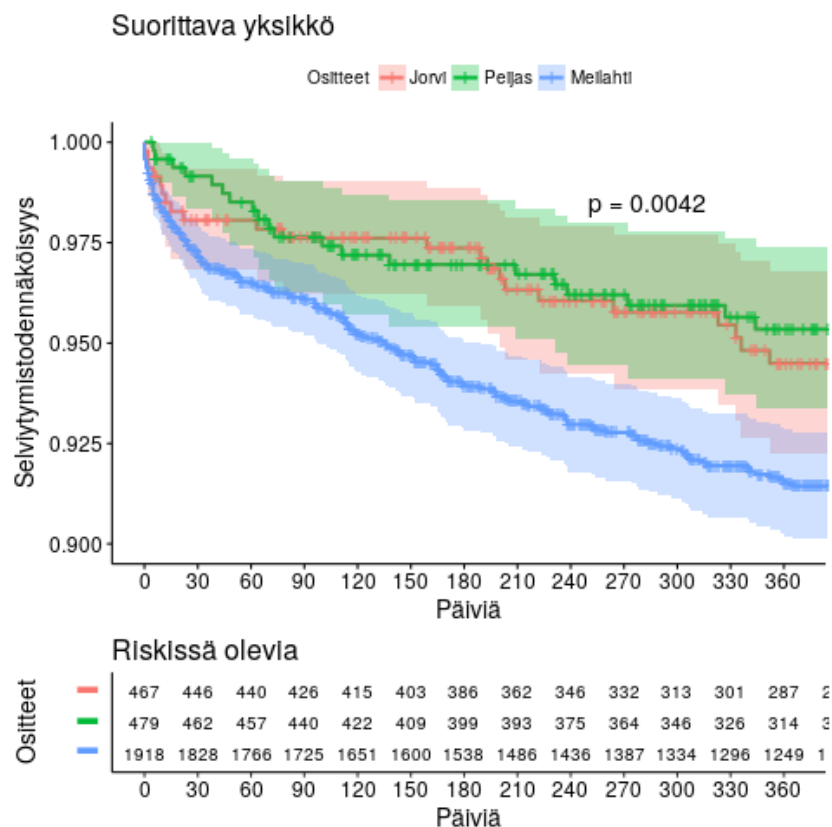 Suorittava yksikkö
Ositteet Jorvi Peijas Meilahti
Selviytymistodennäköisyys
1.000
0.975
0.950
0.925
0.900
p = 0.0042
0 30 60 90 120 150 180 210 240 270 300 330 360
Päiviä
Riskissä olevia
Ositteet
467 446 440 426 415 403 386 362 346 332 313 301 287
479 462 457 440 422 409 399 393 375 364 346 326 314
1918 1828 1766 1725 1651 1600 1538 1486 1436 1387 1334 1296 1249
0 30 60 90 120 150 180 210 240 270 300 330 360
Päiviä